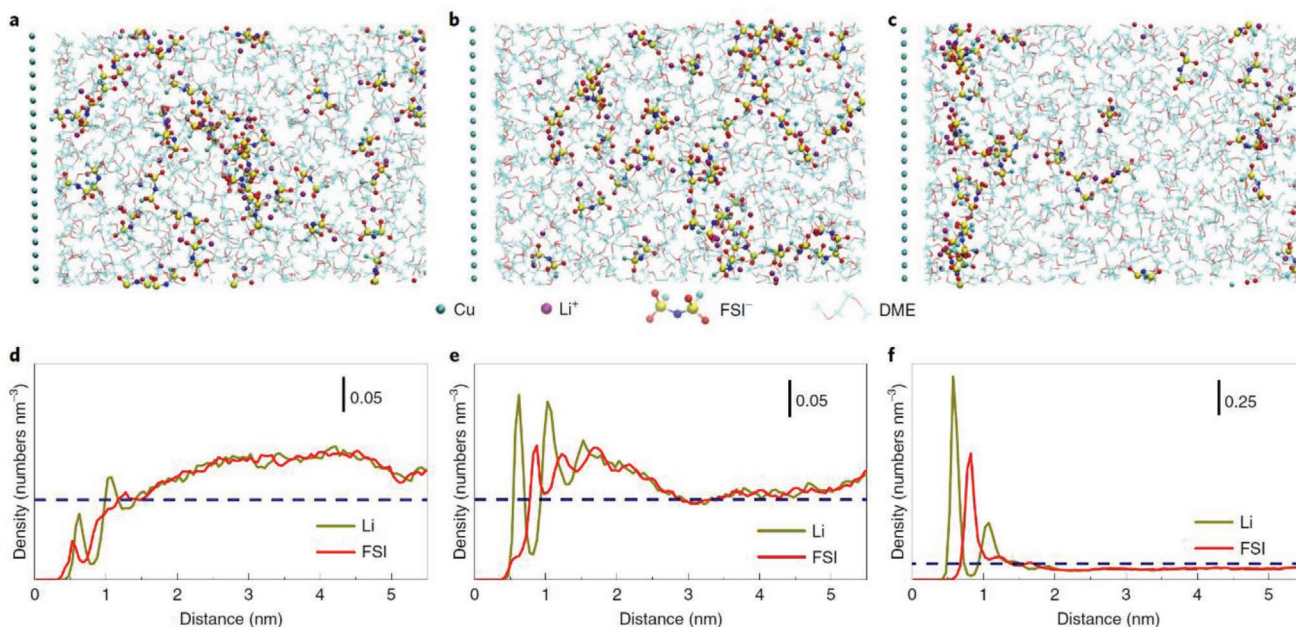 a b c
Cu Li⁺ FSI⁻ DME
d e f
Density (numbers nm⁻³)
0.05
Li
FSI
0 1 2 3 4 5
Distance (nm)
Density (numbers nm⁻³)
0.05
Li
FSI
0 1 2 3 4 5
Distance (nm)
Density (numbers nm⁻³)
0.25
Li
FSI
0 1 2 3 4 5
Distance (nm)